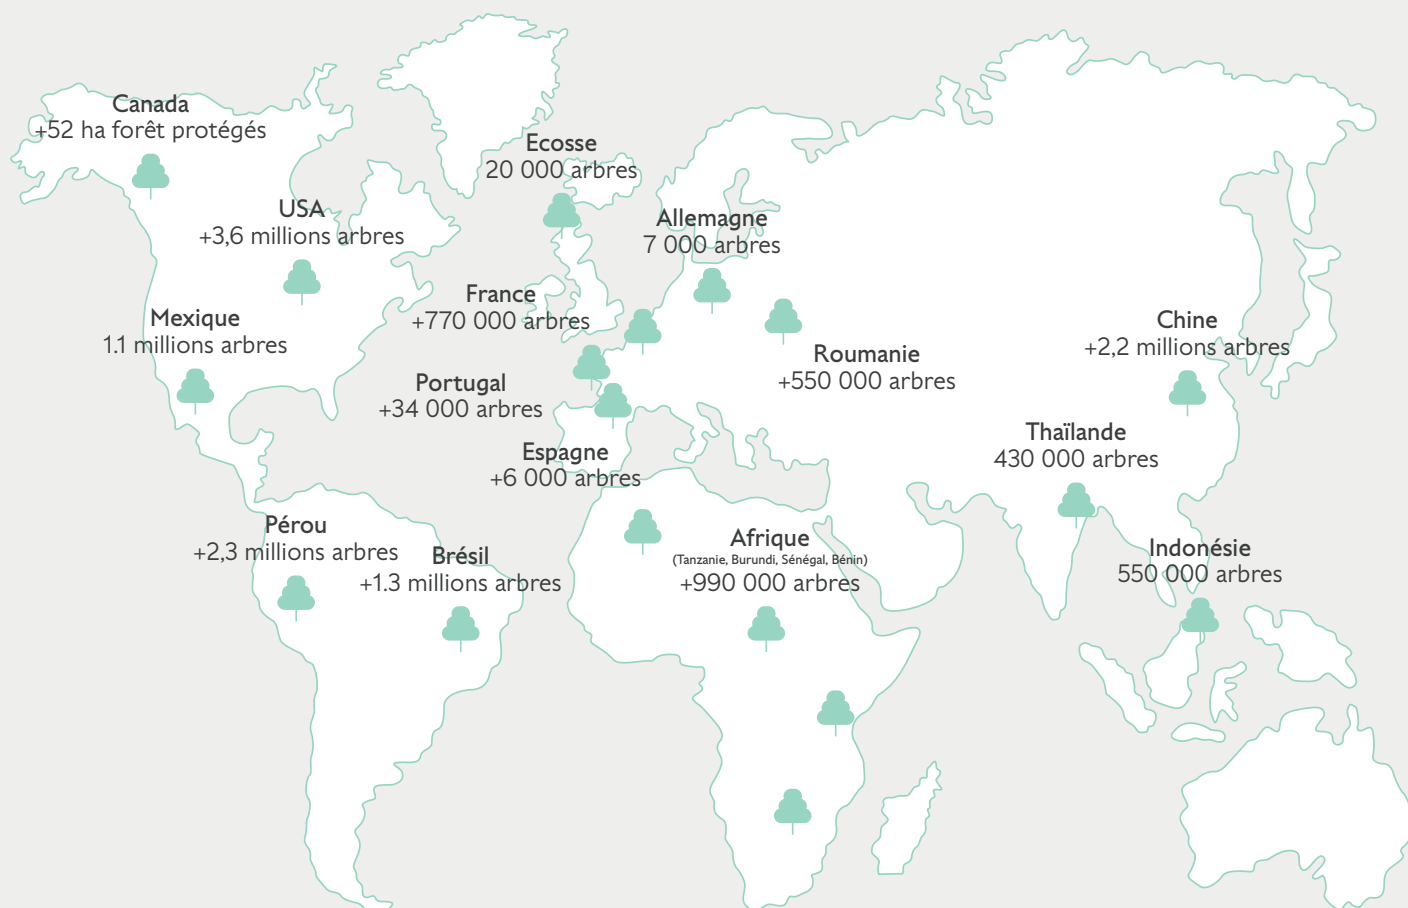 Canada
+52 ha forêt protégés
Ecosse
20 000 arbres
USA
+3,6 millions arbres
Allemagne
7 000 arbres
France
+770 000 arbres
Mexique
1.1 millions arbres
Chine
+2,2 millions arbres
Roumanie
+550 000 arbres
Portugal
+34 000 arbres
Thaïlande
430 000 arbres
Espagne
+6 000 arbres
Pérou
+2,3 millions arbres
Brésil
+1.3 millions arbres
Afrique
(Tanzanie, Burundi, Sénégal, Bénin)
+990 000 arbres
Indonésie
550 000 arbres